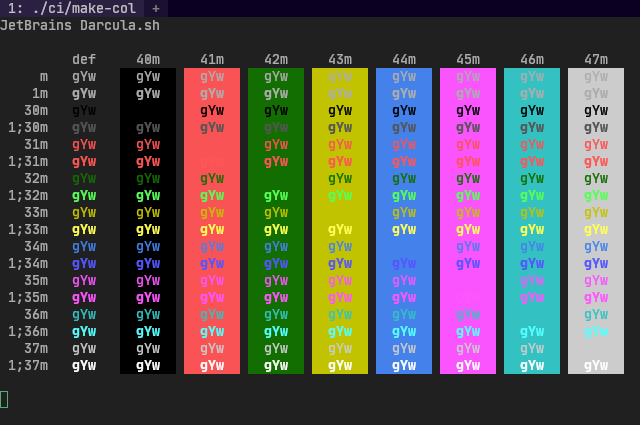 1: ./ci/make-col +
JetBrains Darcula.sh
def 40m 41m 42m 43m 44m 45m 46m 47m
m gYw gYw gYw gYw gYw gYw gYw gYw gYw
1m gYw gYw gYw gYw gYw gYw gYw gYw gYw
30m gYw gYw gYw gYw gYw gYw gYw gYw
1;30m gYw gYw gYw gYw gYw gYw gYw gYw gYw
31m gYw gYw gYw gYw gYw gYw gYw gYw
1;31m gYw gYw gYw gYw gYw gYw gYw gYw
32m gYw gYw gYw gYw gYw gYw gYw gYw
1;32m gYw gYw gYw gYw gYw gYw gYw gYw gYw
33m gYw gYw gYw gYw gYw gYw gYw gYw
1;33m gYw gYw gYw gYw gYw gYw gYw gYw gYw
34m gYw gYw gYw gYw gYw gYw gYw gYw
1;34m gYw gYw gYw gYw gYw gYw gYw gYw gYw
35m gYw gYw gYw gYw gYw gYw gYw gYw
1;35m gYw gYw gYw gYw gYw gYw gYw gYw
36m gYw gYw gYw gYw gYw gYw gYw gYw
1;36m gYw gYw gYw gYw gYw gYw gYw gYw gYw
37m gYw gYw gYw gYw gYw gYw gYw gYw
1;37m gYw gYw gYw gYw gYw gYw gYw gYw gYw